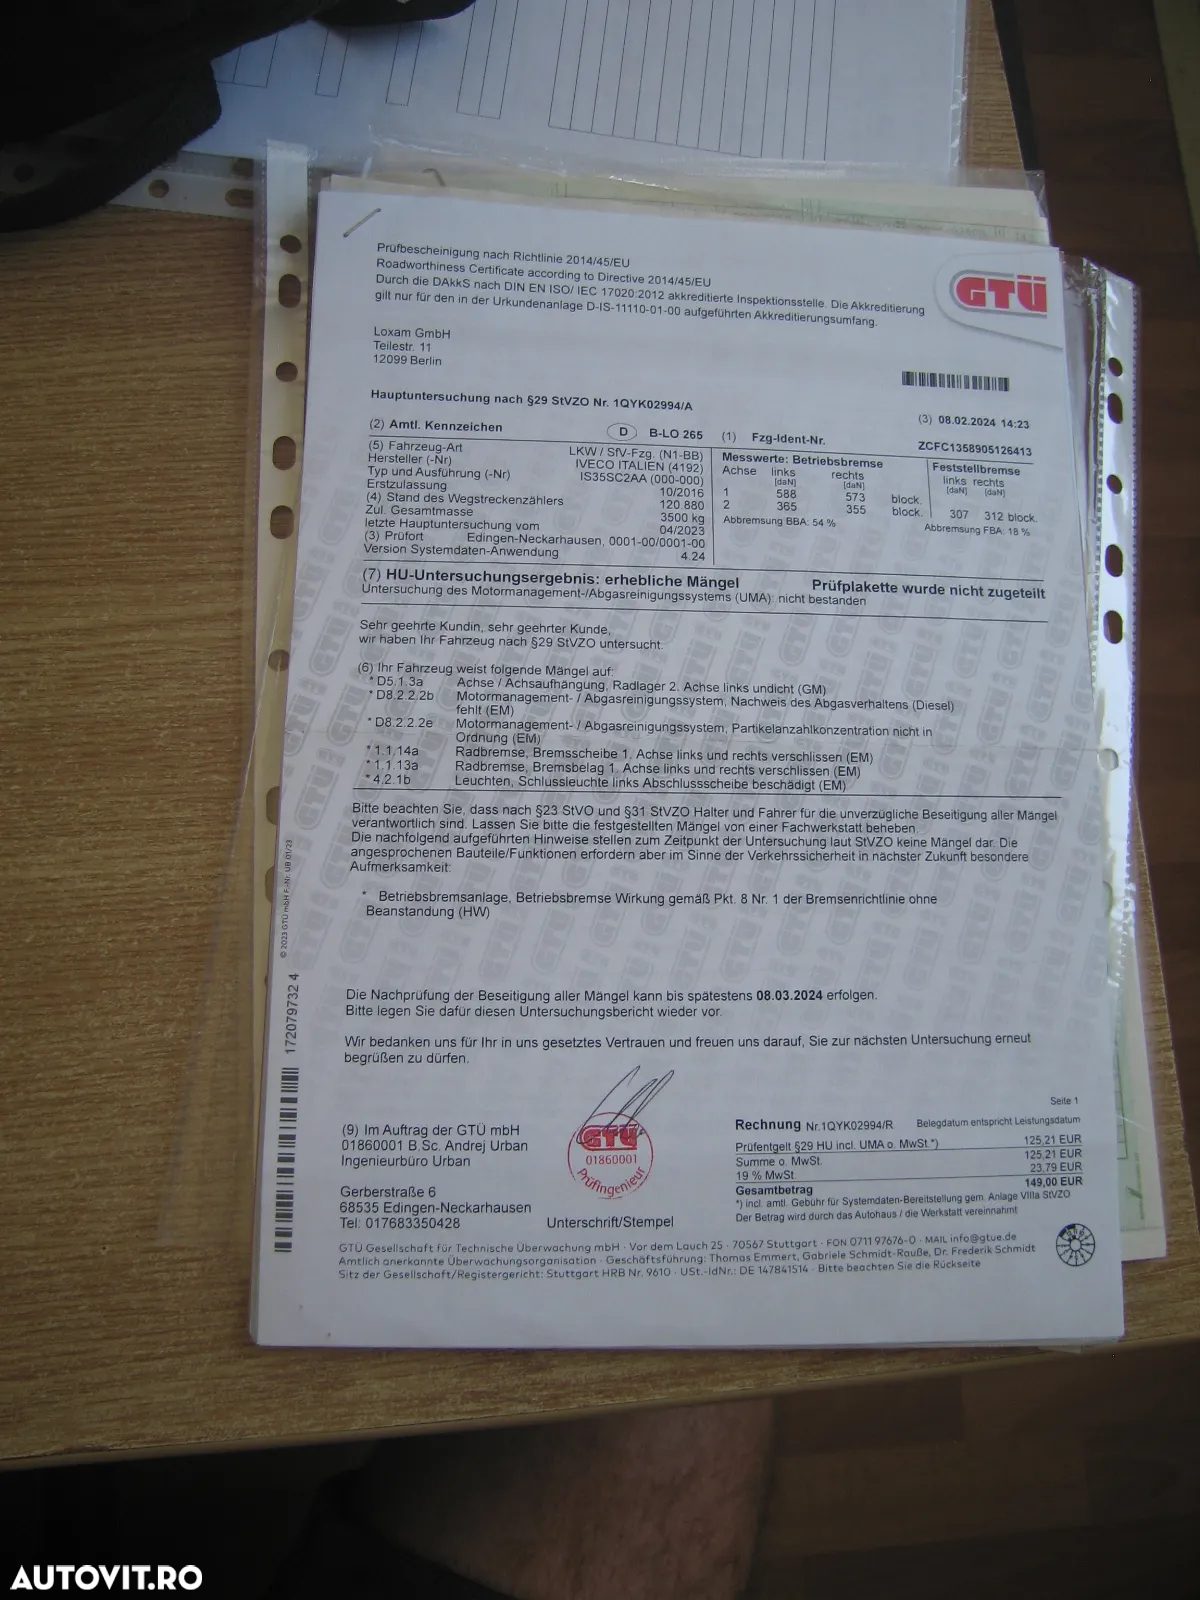 Prüfbescheinigung nach Richtlinie 2014/45/EU
Roadworthiness Certificate according to Directive 2014/45/EU
Durch die DAkkS nach DIN EN ISO/ IEC 17020:2012 akkreditierte Inspektionsstelle. Die Akkreditierung
gilt nur für den in der Urkundenanlage D-IS-11110-01-00 aufgeführten Akkreditierungsumfang.
GTÜ
Loxam GmbH
Teilestr. 11
12099 Berlin
Hauptuntersuchung nach §29 StVZO Nr. 1QYK02994/A
(3) 08.02.2024 14:23
(2) Amtl. Kennzeichen D B-LO 265 (1) Fzg-Ident-Nr. ZCFC1358905126413
(5) Fahrzeug-Art LKW / SfV-Fzg. (N1-BB)
Hersteller (-Nr) IVECO ITALIEN (4192)
Typ und Ausführung (-Nr) IS35SC2AA (000-000)
Erstzulassung 10/2016
(4) Stand des Wegstreckenzählers 120.880
Zul. Gesamtmasse 3500 kg
letzte Hauptuntersuchung vom 04/2023
(3) Prüfort Edingen-Neckarhausen, 0001-00/0001-00
Version Systemdaten-Anwendung 4.24
Messwerte: Betriebsbremse Feststellbremse
Achse links rechts links rechts
[daN] [daN] [daN] [daN]
1 588 573 block.
2 365 355 block. 307 312 block.
Abbremsung BBA: 54 % Abbremsung FBA: 18 %
(7) HU-Untersuchungsergebnis: erhebliche Mängel Prüfplakette wurde nicht zugeteilt
Untersuchung des Motormanagement-/Abgasreinigungssystems (UMA): nicht bestanden
Sehr geehrte Kundin, sehr geehrter Kunde,
wir haben Ihr Fahrzeug nach §29 StVZO untersucht.
(6) Ihr Fahrzeug weist folgende Mängel auf:
* D5.1.3a Achse / Achsaufhängung, Radlager 2. Achse links undicht (GM)
* D8.2.2.2b Motormanagement- / Abgasreinigungssystem, Nachweis des Abgasverhaltens (Diesel)
fehlt (EM)
* D8.2.2.2e Motormanagement- / Abgasreinigungssystem, Partikelanzahlkonzentration nicht in
Ordnung (EM)
* 1.1.14a Radbremse, Bremsscheibe 1. Achse links und rechts verschlissen (EM)
* 1.1.13a Radbremse, Bremsbelag 1. Achse links und rechts verschlissen (EM)
* 4.2.1b Leuchten, Schlussleuchte links Abschlussscheibe beschädigt (EM)
Bitte beachten Sie, dass nach §23 StVO und §31 StVZO Halter und Fahrer für die unverzügliche Beseitigung aller Mängel
verantwortlich sind. Lassen Sie bitte die festgestellten Mängel von einer Fachwerkstatt beheben.
Die nachfolgend aufgeführten Hinweise stellen zum Zeitpunkt der Untersuchung laut StVZO keine Mängel dar. Die
angesprochenen Bauteile/Funktionen erfordern aber im Sinne der Verkehrssicherheit in nächster Zukunft besondere
Aufmerksamkeit:
* Betriebsbremsanlage, Betriebsbremse Wirkung gemäß Pkt. 8 Nr. 1 der Bremsenrichtlinie ohne
Beanstandung (HW)
© 2023 GTÜ mbH F.-Nr. UB 01/23
172079732 4
Die Nachprüfung der Beseitigung aller Mängel kann bis spätestens 08.03.2024 erfolgen.
Bitte legen Sie dafür diesen Untersuchungsbericht wieder vor.
Wir bedanken uns für Ihr in uns gesetztes Vertrauen und freuen uns darauf, Sie zur nächsten Untersuchung erneut
begrüßen zu dürfen.
Seite 1
(9) Im Auftrag der GTÜ mbH
01860001 B.Sc. Andrej Urban
Ingenieurbüro Urban
Gerberstraße 6
68535 Edingen-Neckarhausen
Tel: 017683350428
GTÜ
01860001
Prüfingenieur
Unterschrift/Stempel
Rechnung Nr.1QYK02994/R Belegdatum entspricht Leistungsdatum
Prüfentgelt §29 HU incl. UMA o. MwSt.*) 125,21 EUR
Summe o. MwSt. 125,21 EUR
19 % MwSt. 23,79 EUR
Gesamtbetrag 149,00 EUR
*) incl. amtl. Gebühr für Systemdaten-Bereitstellung gem. Anlage VIIIa StVZO
Der Betrag wird durch das Autohaus / die Werkstatt vereinnahmt
GTÜ Gesellschaft für Technische Überwachung mbH · Vor dem Lauch 25 · 70567 Stuttgart · FON 0711 97676-0 · MAIL info@gtue.de
Amtlich anerkannte Überwachungsorganisation · Geschäftsführung: Thomas Emmert, Gabriele Schmidt-Rauße, Dr. Frederik Schmidt
Sitz der Gesellschaft/Registergericht: Stuttgart HRB Nr. 9610 · USt.-IdNr.: DE 147841514 · Bitte beachten Sie die Rückseite
AUTOVIT.RO